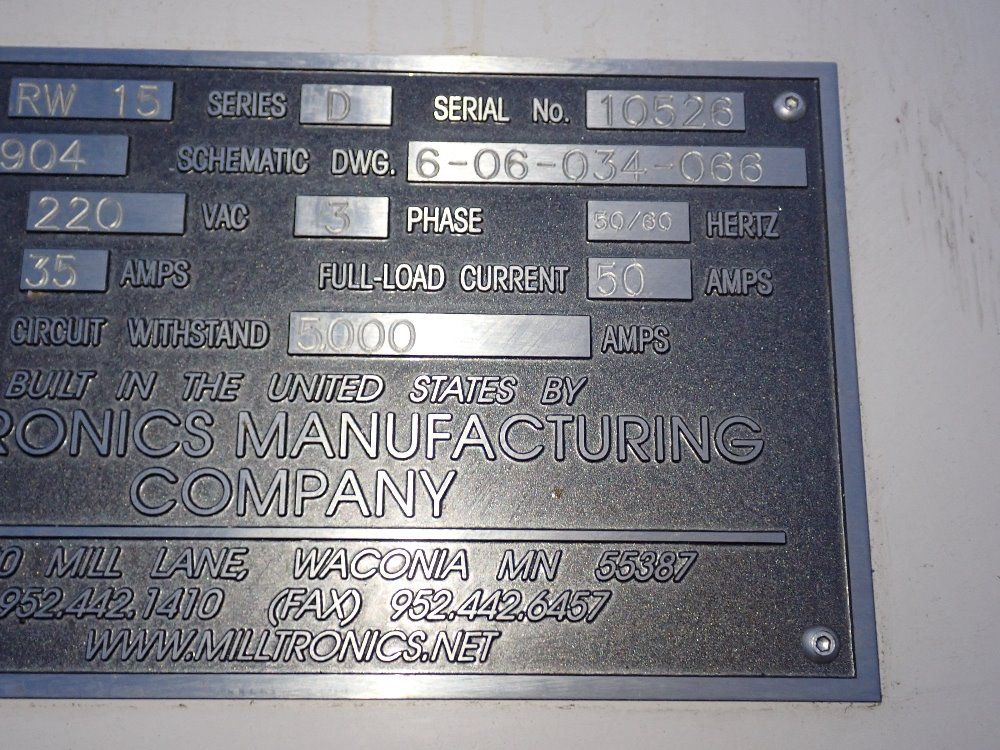 RW 15 SERIES D SERIAL No. 10526
904 SCHEMATIC DWG. 6-06-034-066
220 VAC 3 PHASE 50/60 HERTZ
35 AMPS FULL-LOAD CURRENT 50 AMPS
CIRCUIT WITHSTAND 5000 AMPS
BUILT IN THE UNITED STATES BY
RONICS MANUFACTURING
COMPANY
0 MILL LANE, WACONIA MN 55387
952.442.1410 (FAX) 952.442.6457
WWW.MILLTRONICS.NET